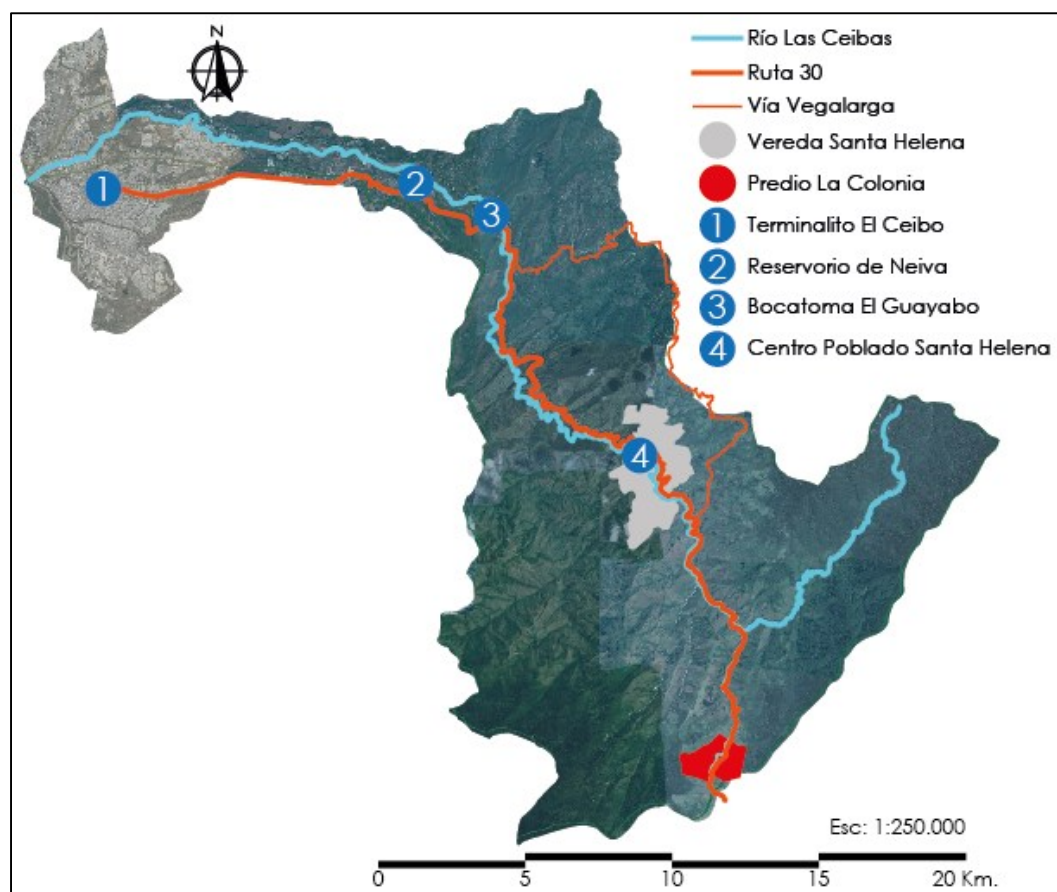 N
Río Las Ceibas
Ruta 30
Vía Vegalarga
Vereda Santa Helena
Predio La Colonia
1 Terminalito El Ceibo
2 Reservorio de Neiva
3 Bocatoma El Guayabo
4 Centro Poblado Santa Helena
1
2
3
4
Esc: 1:250.000
0 5 10 15 20 Km.